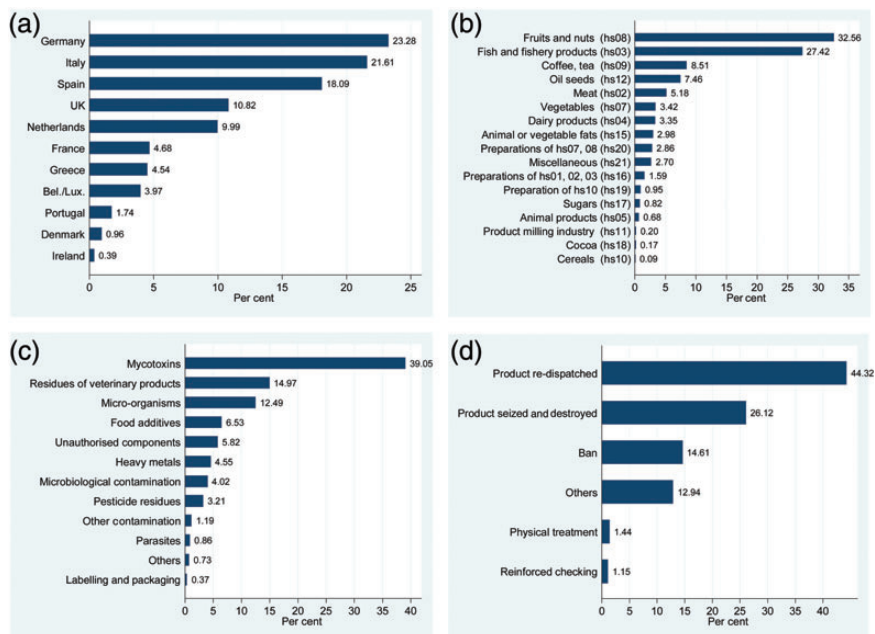 (a)
Germany 23.28
Italy 21.61
Spain 18.09
UK 10.82
Netherlands 9.99
France 4.68
Greece 4.54
Bel./Lux. 3.97
Portugal 1.74
Denmark 0.96
Ireland 0.39
0 5 10 15 20 25
Per cent
(b)
Fruits and nuts (hs08) 32.56
Fish and fishery products (hs03) 27.42
Coffee, tea (hs09) 8.51
Oil seeds (hs12) 7.46
Meat (hs02) 5.18
Vegetables (hs07) 3.42
Dairy products (hs04) 3.35
Animal or vegetable fats (hs15) 2.98
Preparations of hs07, 08 (hs20) 2.86
Miscellaneous (hs21) 2.70
Preparations of hs01, 02, 03 (hs16) 1.59
Preparation of hs10 (hs19) 0.95
Sugars (hs17) 0.82
Animal products (hs05) 0.68
Product milling industry (hs11) 0.20
Cocoa (hs18) 0.17
Cereals (hs10) 0.09
0 5 10 15 20 25 30 35
Per cent
(c)
Mycotoxins 39.05
Residues of veterinary products 14.97
Micro-organisms 12.49
Food additives 6.53
Unauthorised components 5.82
Heavy metals 4.55
Microbiological contamination 4.02
Pesticide residues 3.21
Other contamination 1.19
Parasites 0.86
Others 0.73
Labelling and packaging 0.37
0 5 10 15 20 25 30 35 40
Per cent
(d)
Product re-dispatched 44.32
Product seized and destroyed 26.12
Ban 14.61
Others 12.94
Physical treatment 1.44
Reinforced checking 1.15
0 5 10 15 20 25 30 35 40
Per cent